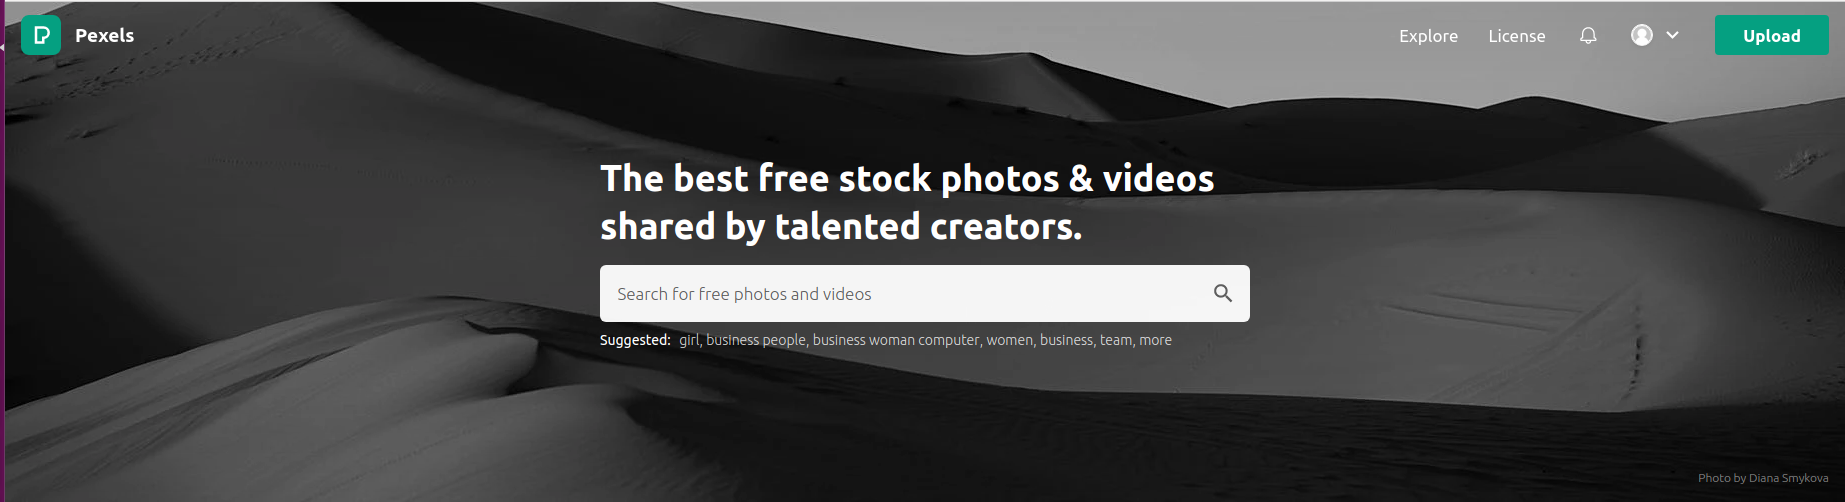 Pexels
Explore
License
Upload
The best free stock photos & videos
shared by talented creators.
Search for free photos and videos
Suggested: girl, business people, business woman computer, women, business, team, more
Photo by Diana Smykova